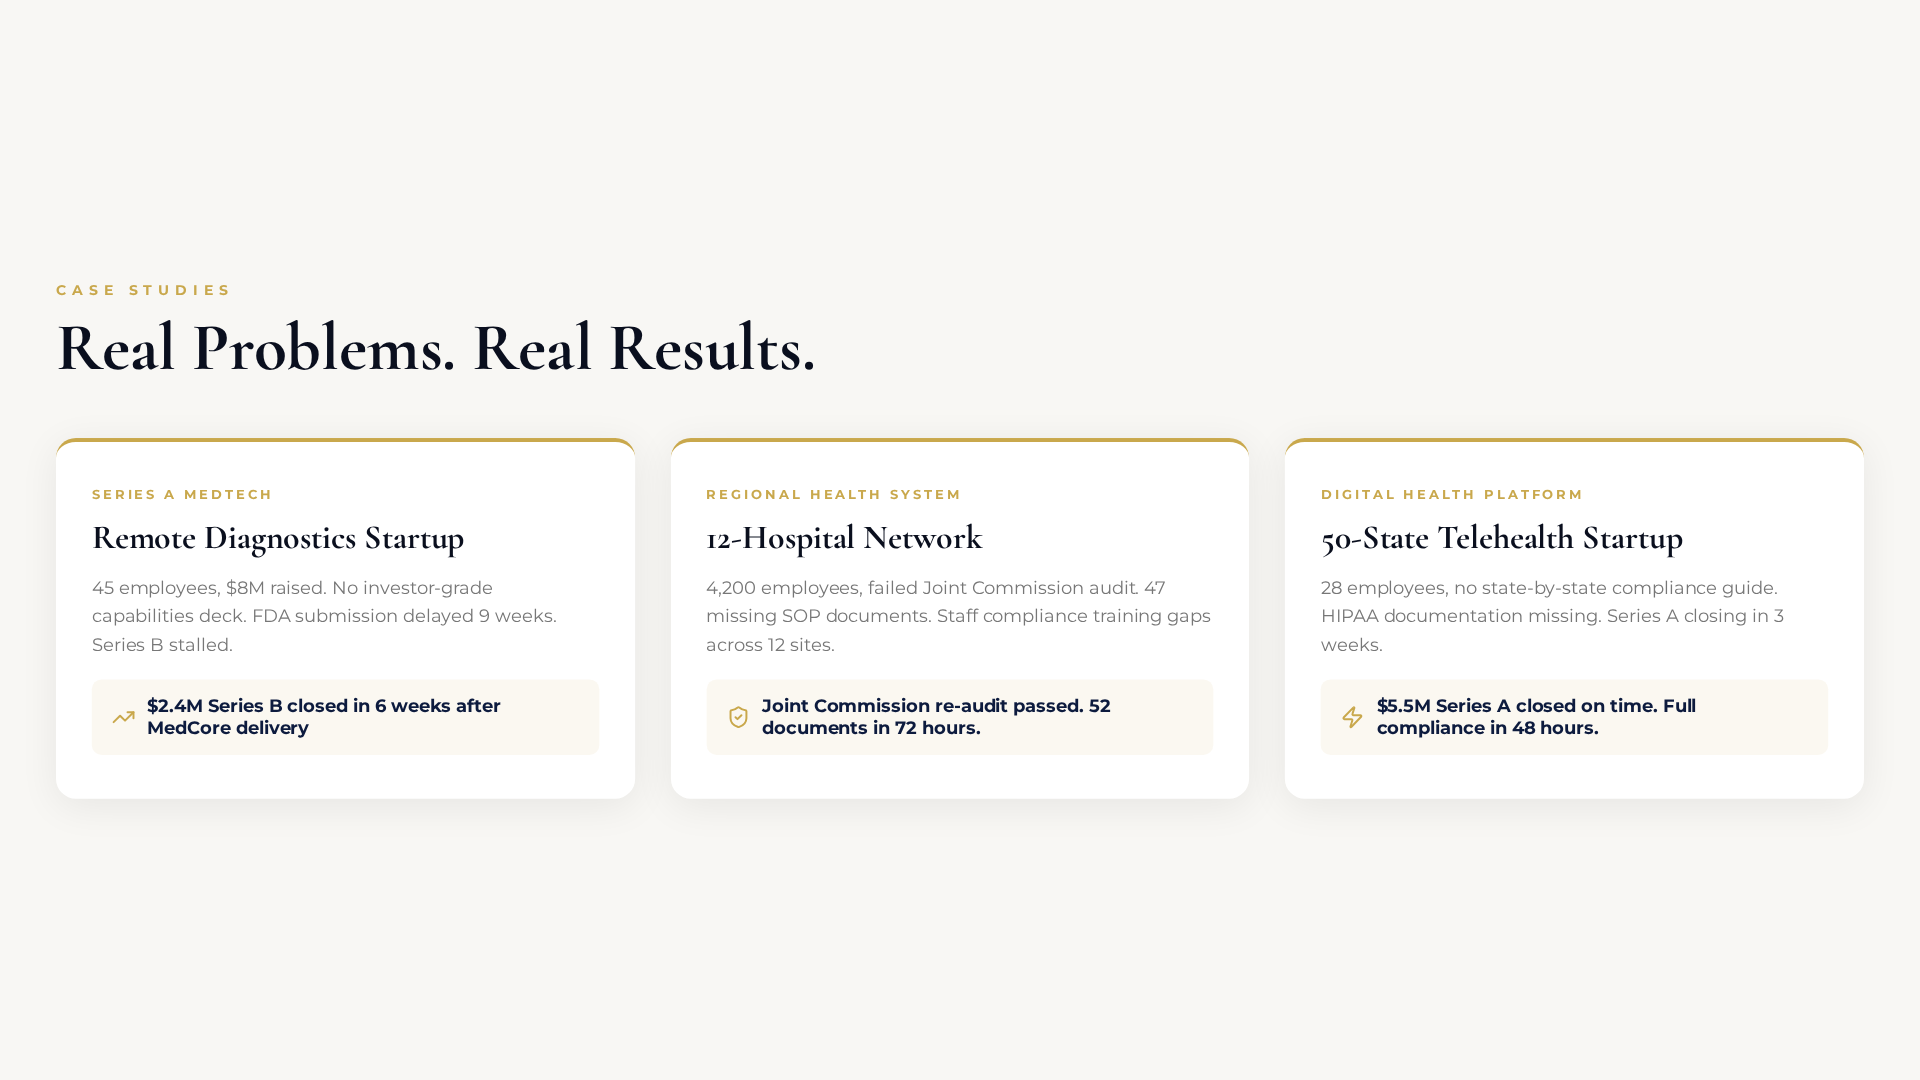 CASE STUDIES
Real Problems. Real Results.
SERIES A MEDTECH
Remote Diagnostics Startup
45 employees, $8M raised. No investor-grade
capabilities deck. FDA submission delayed 9 weeks.
Series B stalled.
$2.4M Series B closed in 6 weeks after
MedCore delivery
REGIONAL HEALTH SYSTEM
12-Hospital Network
4,200 employees, failed Joint Commission audit. 47
missing SOP documents. Staff compliance training gaps
across 12 sites.
Joint Commission re-audit passed. 52
documents in 72 hours.
DIGITAL HEALTH PLATFORM
50-State Telehealth Startup
28 employees, no state-by-state compliance guide.
HIPAA documentation missing. Series A closing in 3
weeks.
$5.5M Series A closed on time. Full
compliance in 48 hours.